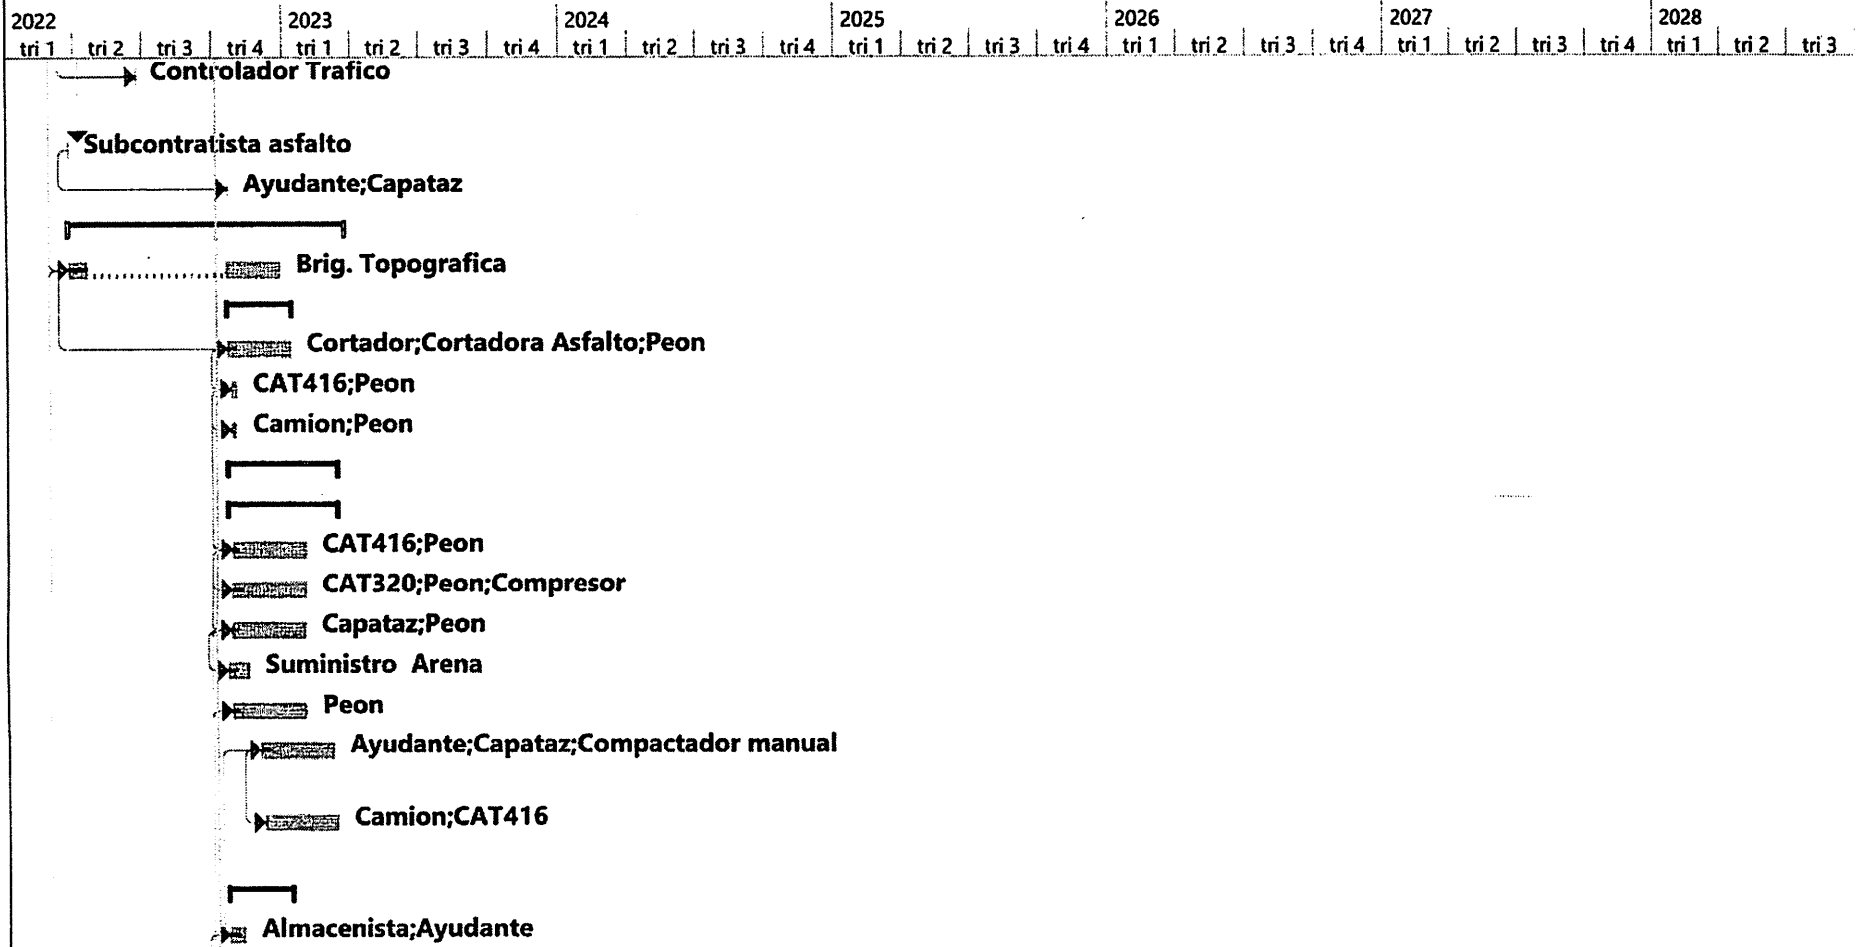 2022 2023 2024 2025 2026 2027 2028
tri 1 tri 2 tri 3 tri 4 tri 1 tri 2 tri 3 tri 4 tri 1 tri 2 tri 3 tri 4 tri 1 tri 2 tri 3 tri 4 tri 1 tri 2 tri 3 tri 4 tri 1 tri 2 tri 3 tri 4 tri 1 tri 2 tri 3
Controlador Trafico
Subcontratista asfalto
Ayudante;Capataz
Brig. Topografica
Cortador;Cortadora Asfalto;Peon
CAT416;Peon
Camion;Peon
CAT416;Peon
CAT320;Peon;Compresor
Capataz;Peon
Suministro Arena
Peon
Ayudante;Capataz;Compactador manual
Camion;CAT416
Almacenista;Ayudante